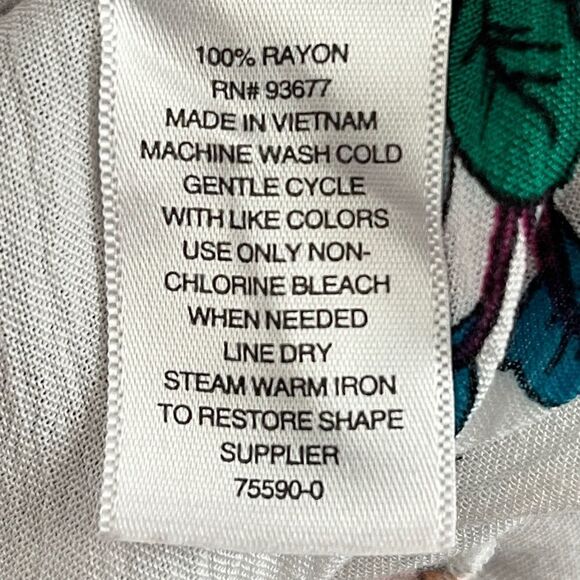 100% RAYON
RN# 93677
MADE IN VIETNAM
MACHINE WASH COLD
GENTLE CYCLE
WITH LIKE COLORS
USE ONLY NON-
CHLORINE BLEACH
WHEN NEEDED
LINE DRY
STEAM WARM IRON
TO RESTORE SHAPE
SUPPLIER
75590-0